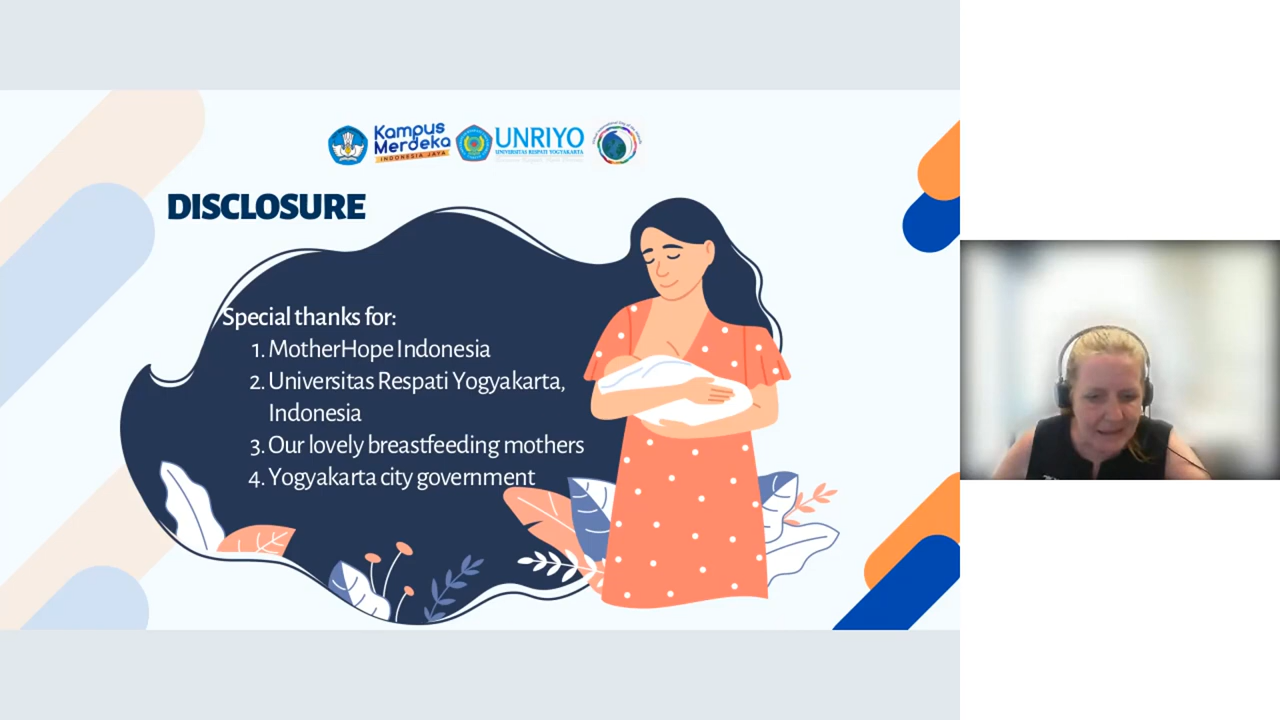 Kampus
Merdeka
INDONESIA JAYA
UNRIYO
UNIVERSITAS RESPATI YOGYAKARTA
DISCLOSURE
Special thanks for:
1. MotherHope Indonesia
2. Universitas Respati Yogyakarta,
Indonesia
3. Our lovely breastfeeding mothers
4. Yogyakarta city government